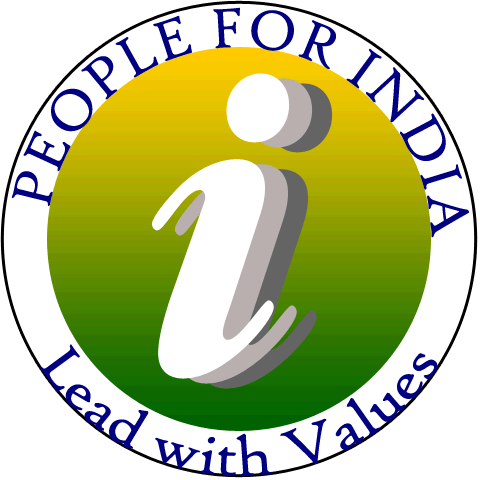 PEOPLE FOR INDIA
i
Lead with Values